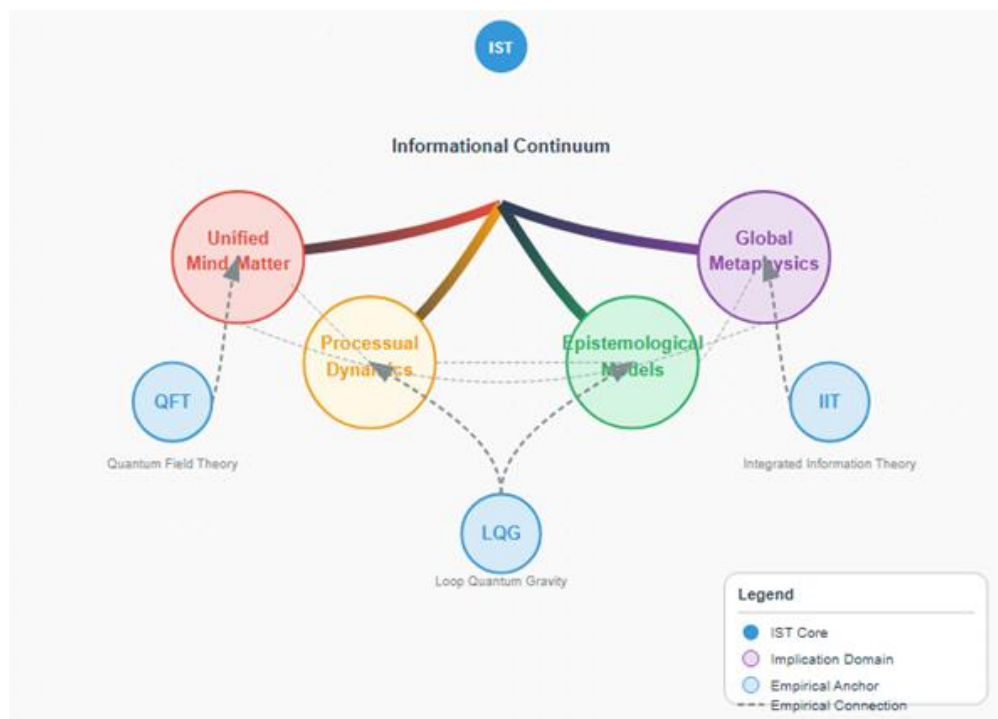 IST
Informational Continuum
Unified
Mind-Matter
Global
Metaphysics
Processual
Dynamics
Epistemological
Models
QFT
Quantum Field Theory
IIT
Integrated Information Theory
LQG
Loop Quantum Gravity
Legend
IST Core
Implication Domain
Empirical Anchor
Empirical Connection